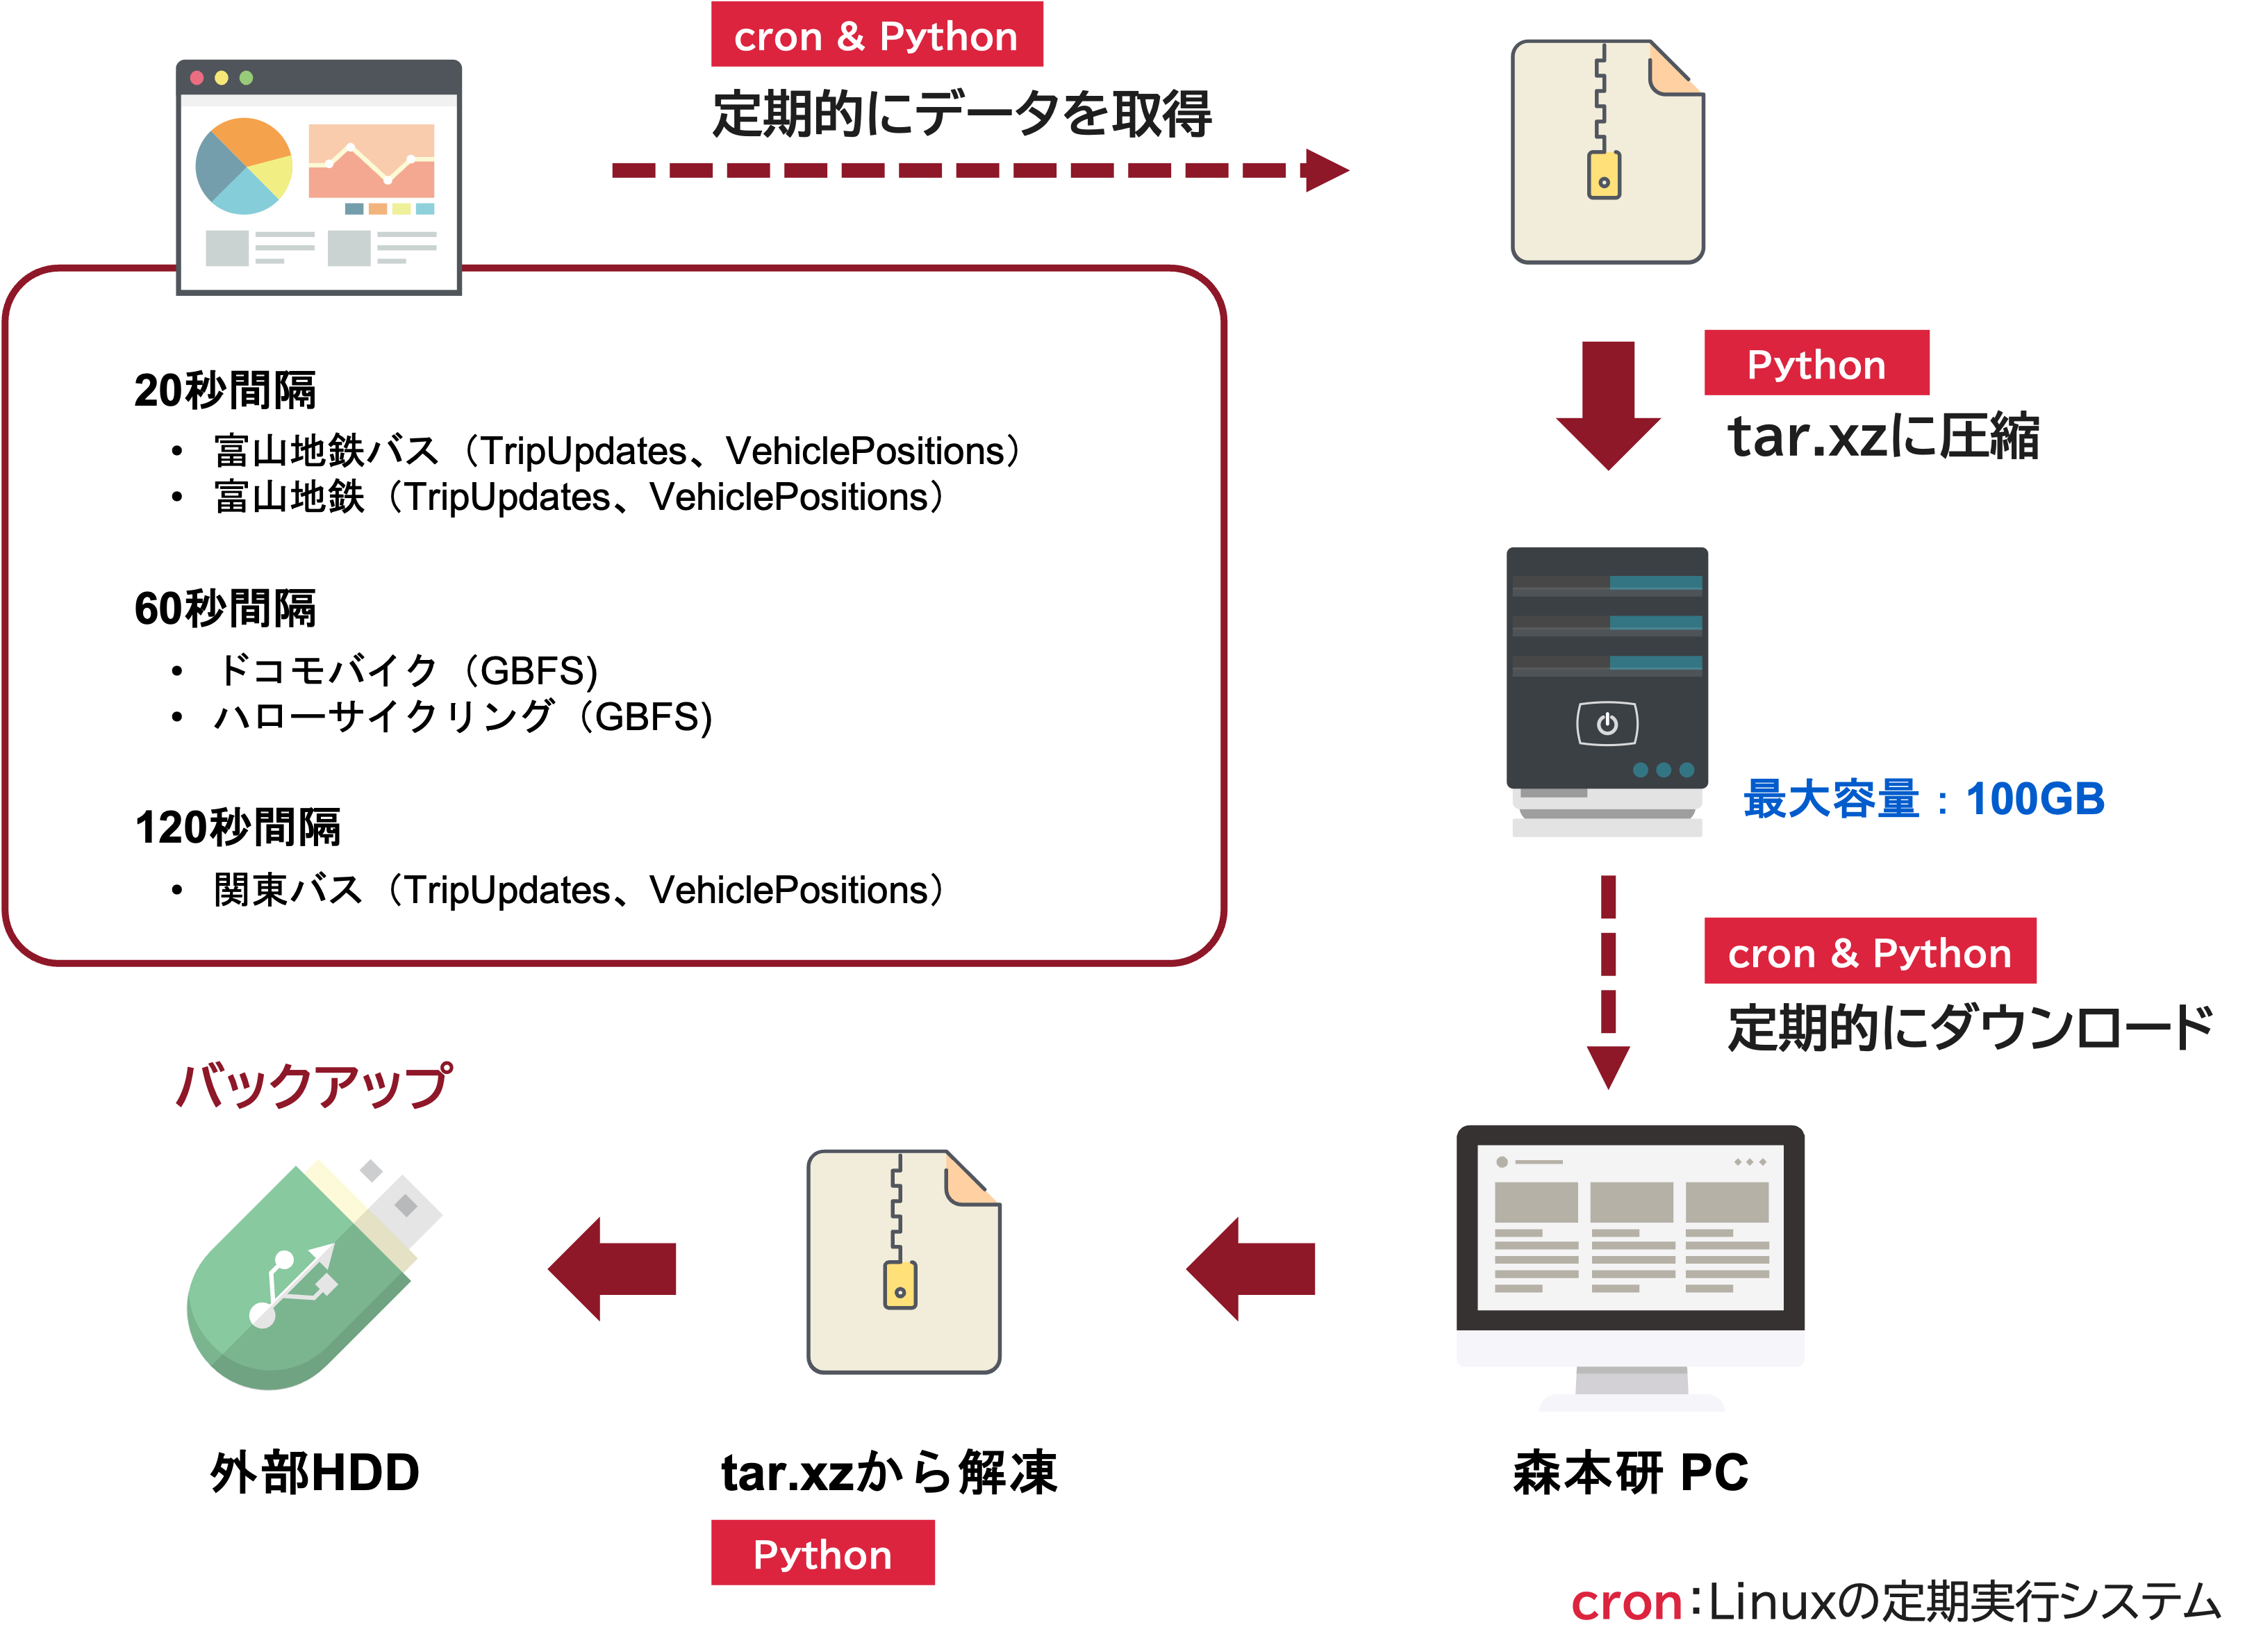 cron & Python
定期的にデータを取得
20秒間隔
• 富山地鉄バス（TripUpdates、VehiclePositions）
• 富山地鉄（TripUpdates、VehiclePositions）
60秒間隔
• ドコモバイク（GBFS)
• ハローサイクリング（GBFS)
120秒間隔
• 関東バス（TripUpdates、VehiclePositions）
Python
tar.xzに圧縮
最大容量：100GB
cron & Python
定期的にダウンロード
森本研 PC
tar.xzから解凍
Python
バックアップ
外部HDD
cron：Linuxの定期実行システム